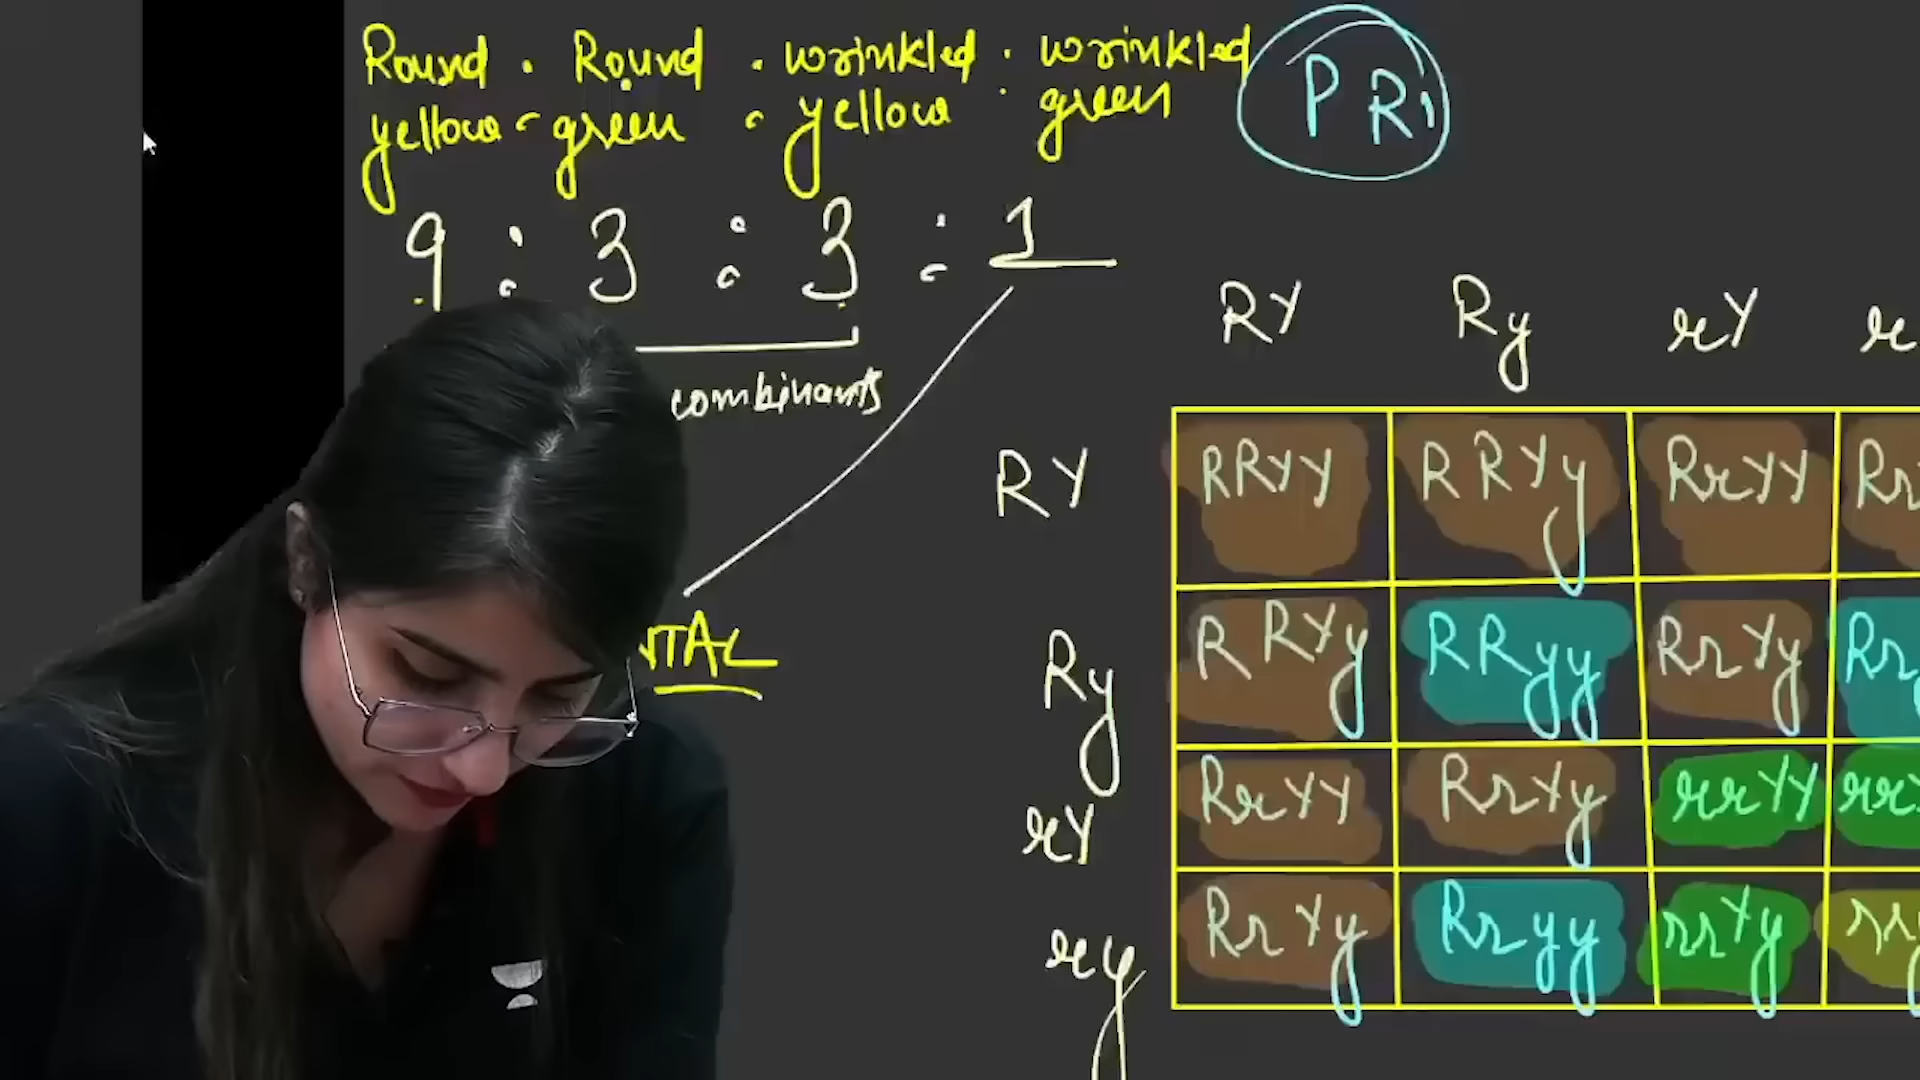 Round : Round : wrinkled : wrinkled
yellow green yellow green
PR
9 : 3 : 3 : 1
combinants
RY Ry rY
RY RRYY RRYy RrYY
Ry RRYy RRyy RrYy
rY RrYY RrYy rrYY
ry RrYy Rryy rrYy